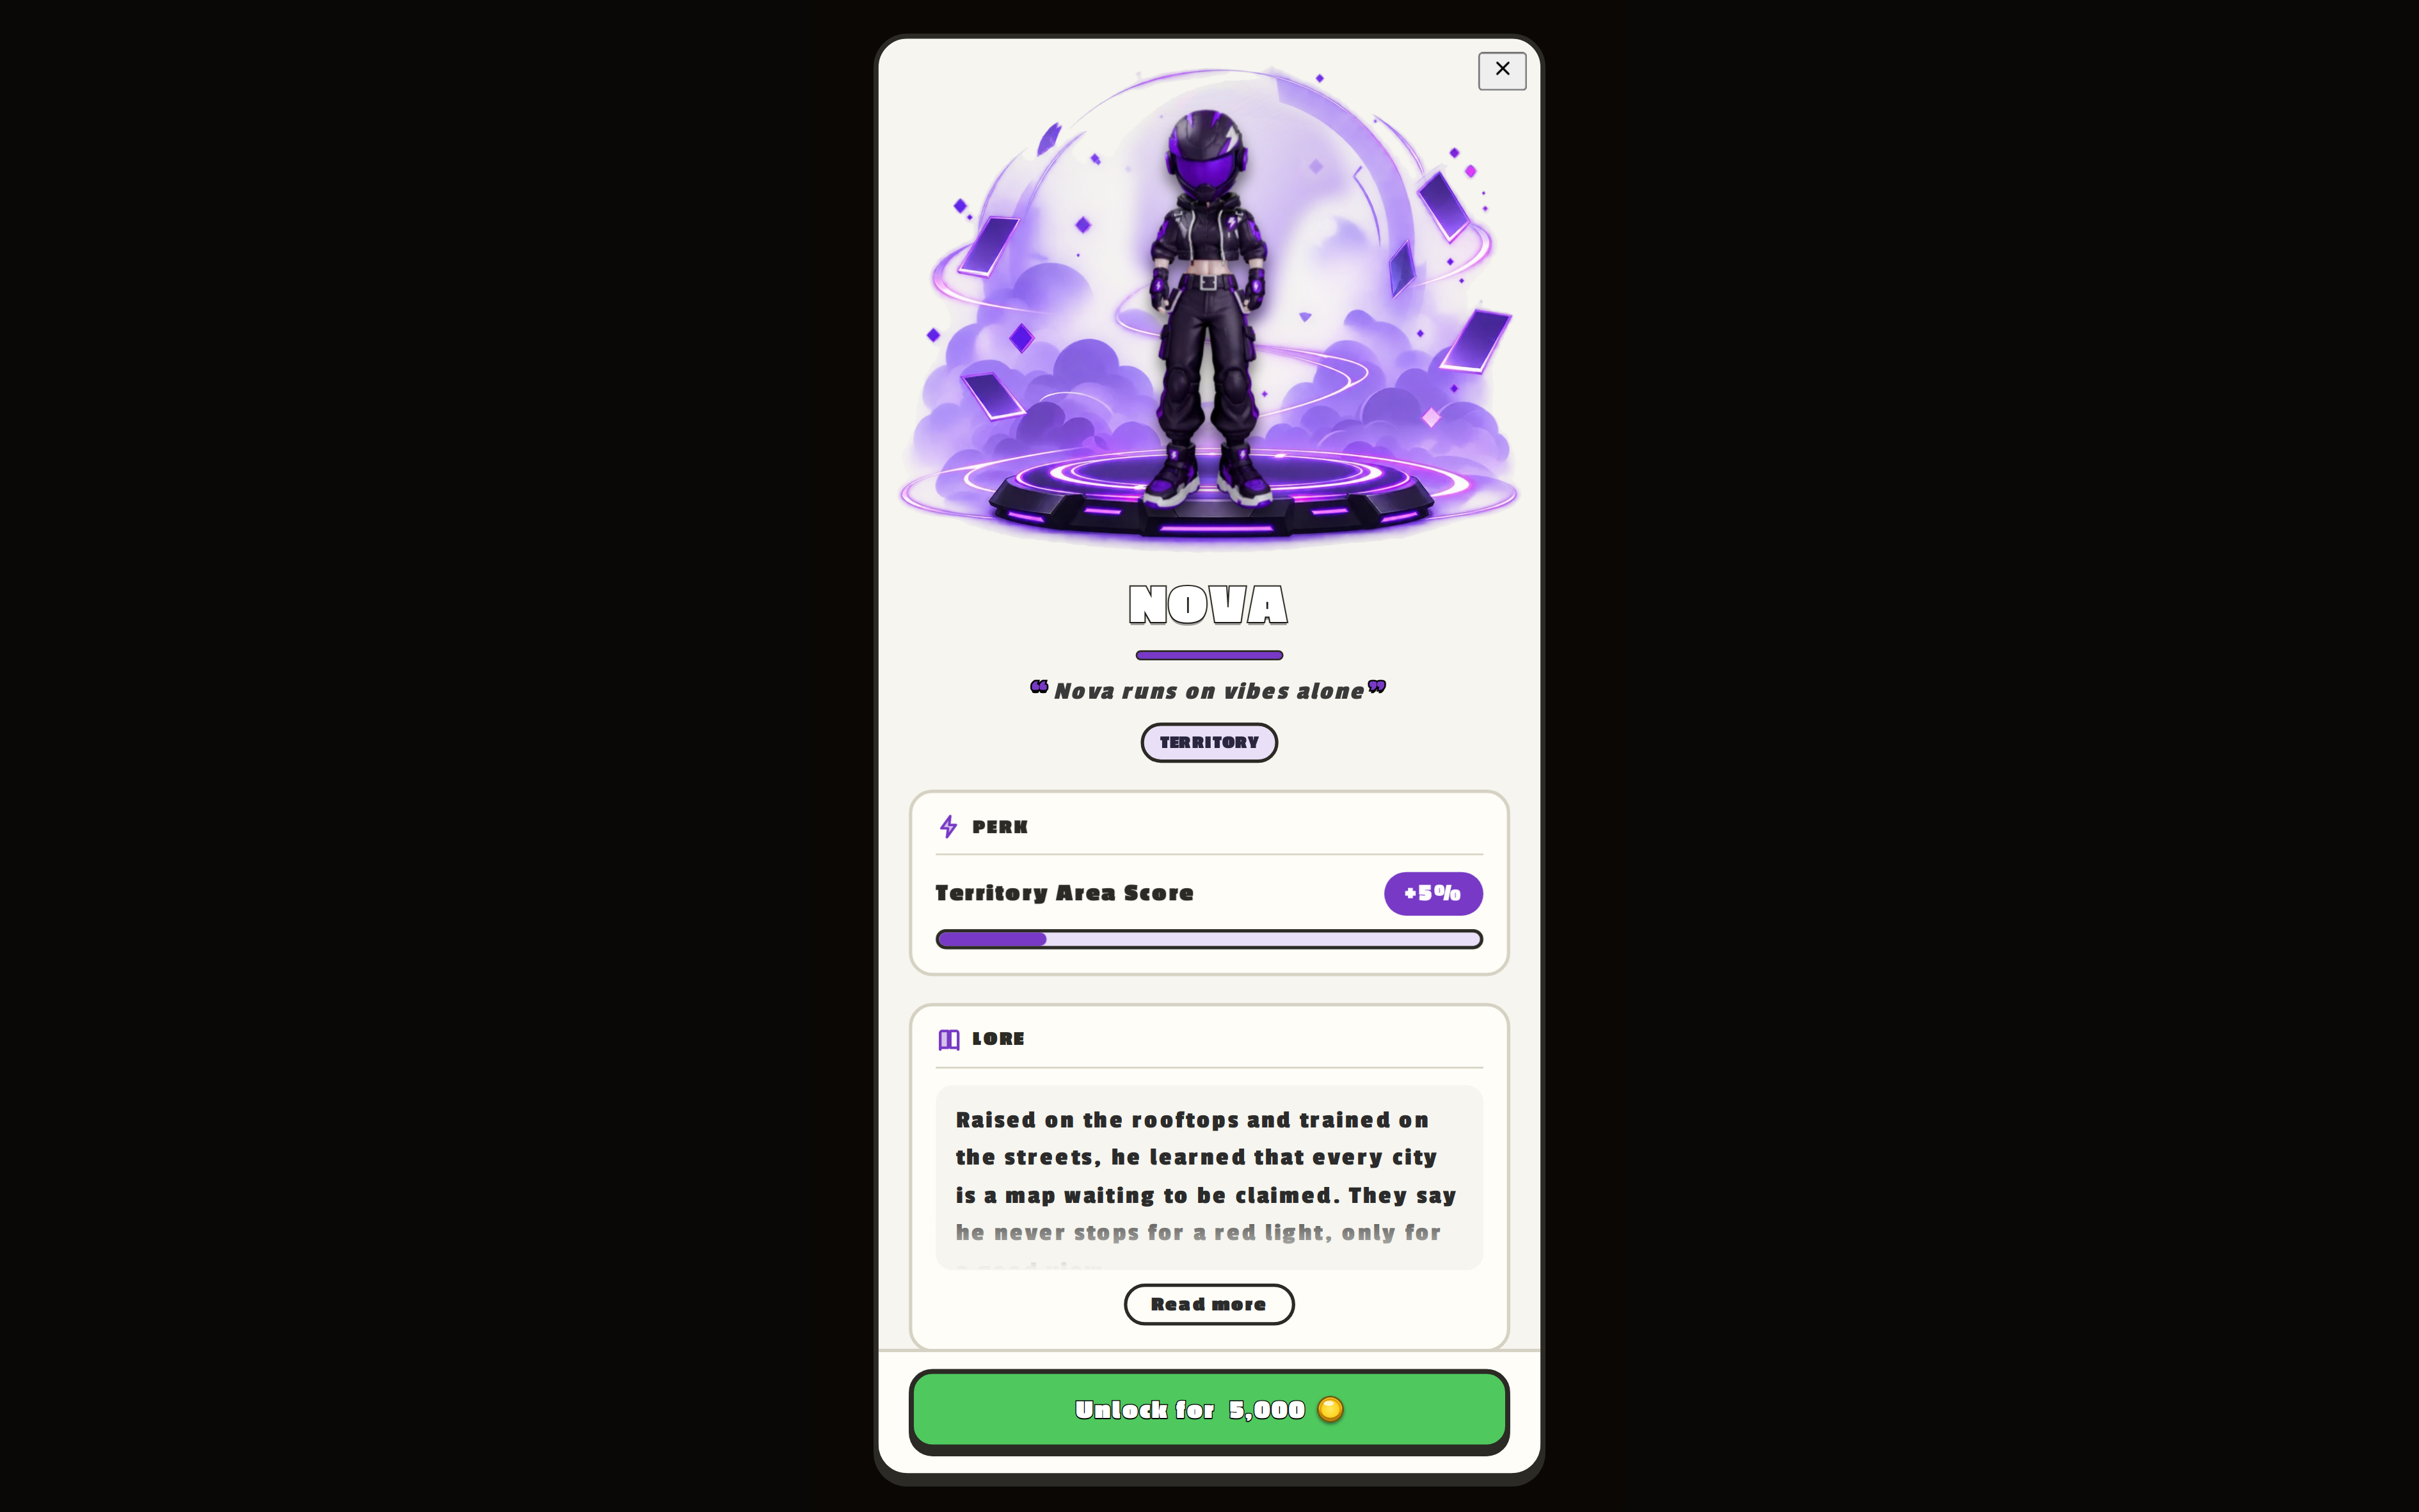 NOVA
❝ Nova runs on vibes alone ❞
TERRITORY
PERK
Territory Area Score
+5%
LORE
Raised on the rooftops and trained on
the streets, he learned that every city
is a map waiting to be claimed. They say
he never stops for a red light, only for
Read more
Unlock for 5,000